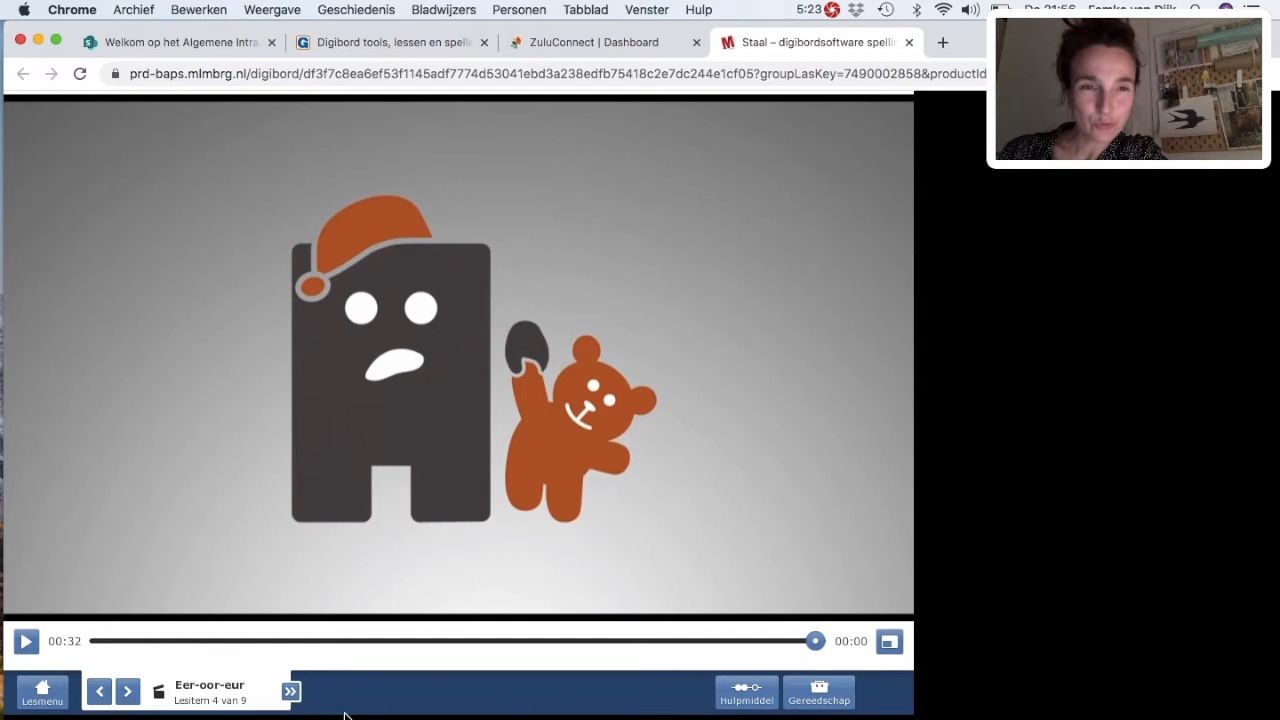 Chrome Archief Bewerken Weergave Geschiedenis Bladwijzers Personen Tabblad Venster Hulp 5:23
Welkom op het Algemene Intra
Digibord tools, lessen en spelle
ZuluConnect | Dashboard
Staal – digibordsoftware spellin
prd-baps.mlmbrg.nl/digibord/df3f7c8ea6ef53f1145adf7774d53041ebd3a238edfb75418c2e7dc244e1cf05?groupLasKey=7490002858&productId
00:32
00:00
Eer-oor-eur
Lesitem 4 van 9
Lesmenu
Hulpmiddel
Gereedschap